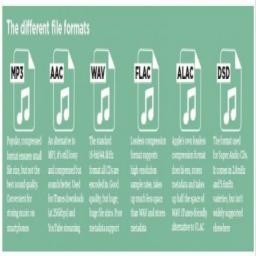 The different file formats
MP3
AAC
WAV
FLAC
ALAC
DSD
Popular, compressed
format ensures small
file size, but not the
best sound quality.
Convenient for
storing music on
smartphones
An alternative to
MP3, it's still lossy
and compressed but
sounds better. Used
for iTunes downloads
(at 256Kbps) and
YouTube streaming
The standard
format all CDs are
encoded in. Good
quality, but huge,
huge file sizes. Poor
metadata support
Lossless compression
format supports
high-resolution
sample rates, takes
up much less space
than WAV and stores
metadata
Apple's own lossless
compression format
does likewise, stores
metadata and takes
up half the space of
WAV. iTunes-friendly
alternative to FLAC
The format used
for Super Audio CDs.
It comes in 2.8mHz
and 5.6mHz
varieties, but isn't
widely supported
elsewhere